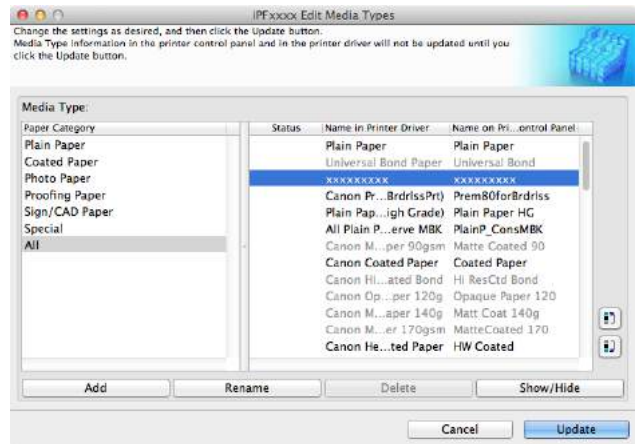 iPFxxxx Edit Media Types
Change the settings as desired, and then click the Update button.
Media Type information in the printer control panel and in the printer driver will not be updated until you
click the Update button.
Media Type:
Paper Category Status Name in Printer Driver Name on Pri...ontrol Panel
Plain Paper Plain Paper Plain Paper
Coated Paper Universal Bond Paper Universal Bond
Photo Paper xxxxxxxxx xxxxxxxxx
Proofing Paper Canon Pr...BrdrlssPrt) Prem80forBrdrlss
Sign/CAD Paper Plain Pap...igh Grade) Plain Paper HG
Special All Plain P...erve MBK PlainP_ConsMBK
All Canon M...per 90gsm Matte Coated 90
Canon Coated Paper Coated Paper
Canon Hi...ated Bond Hi ResCtd Bond
Canon Op...per 120g Opaque Paper 120
Canon M...aper 140g Matt Coat 140g
Canon M...er 170gsm MatteCoated 170
Canon He...ted Paper HW Coated
Add Rename Delete Show/Hide
Cancel Update